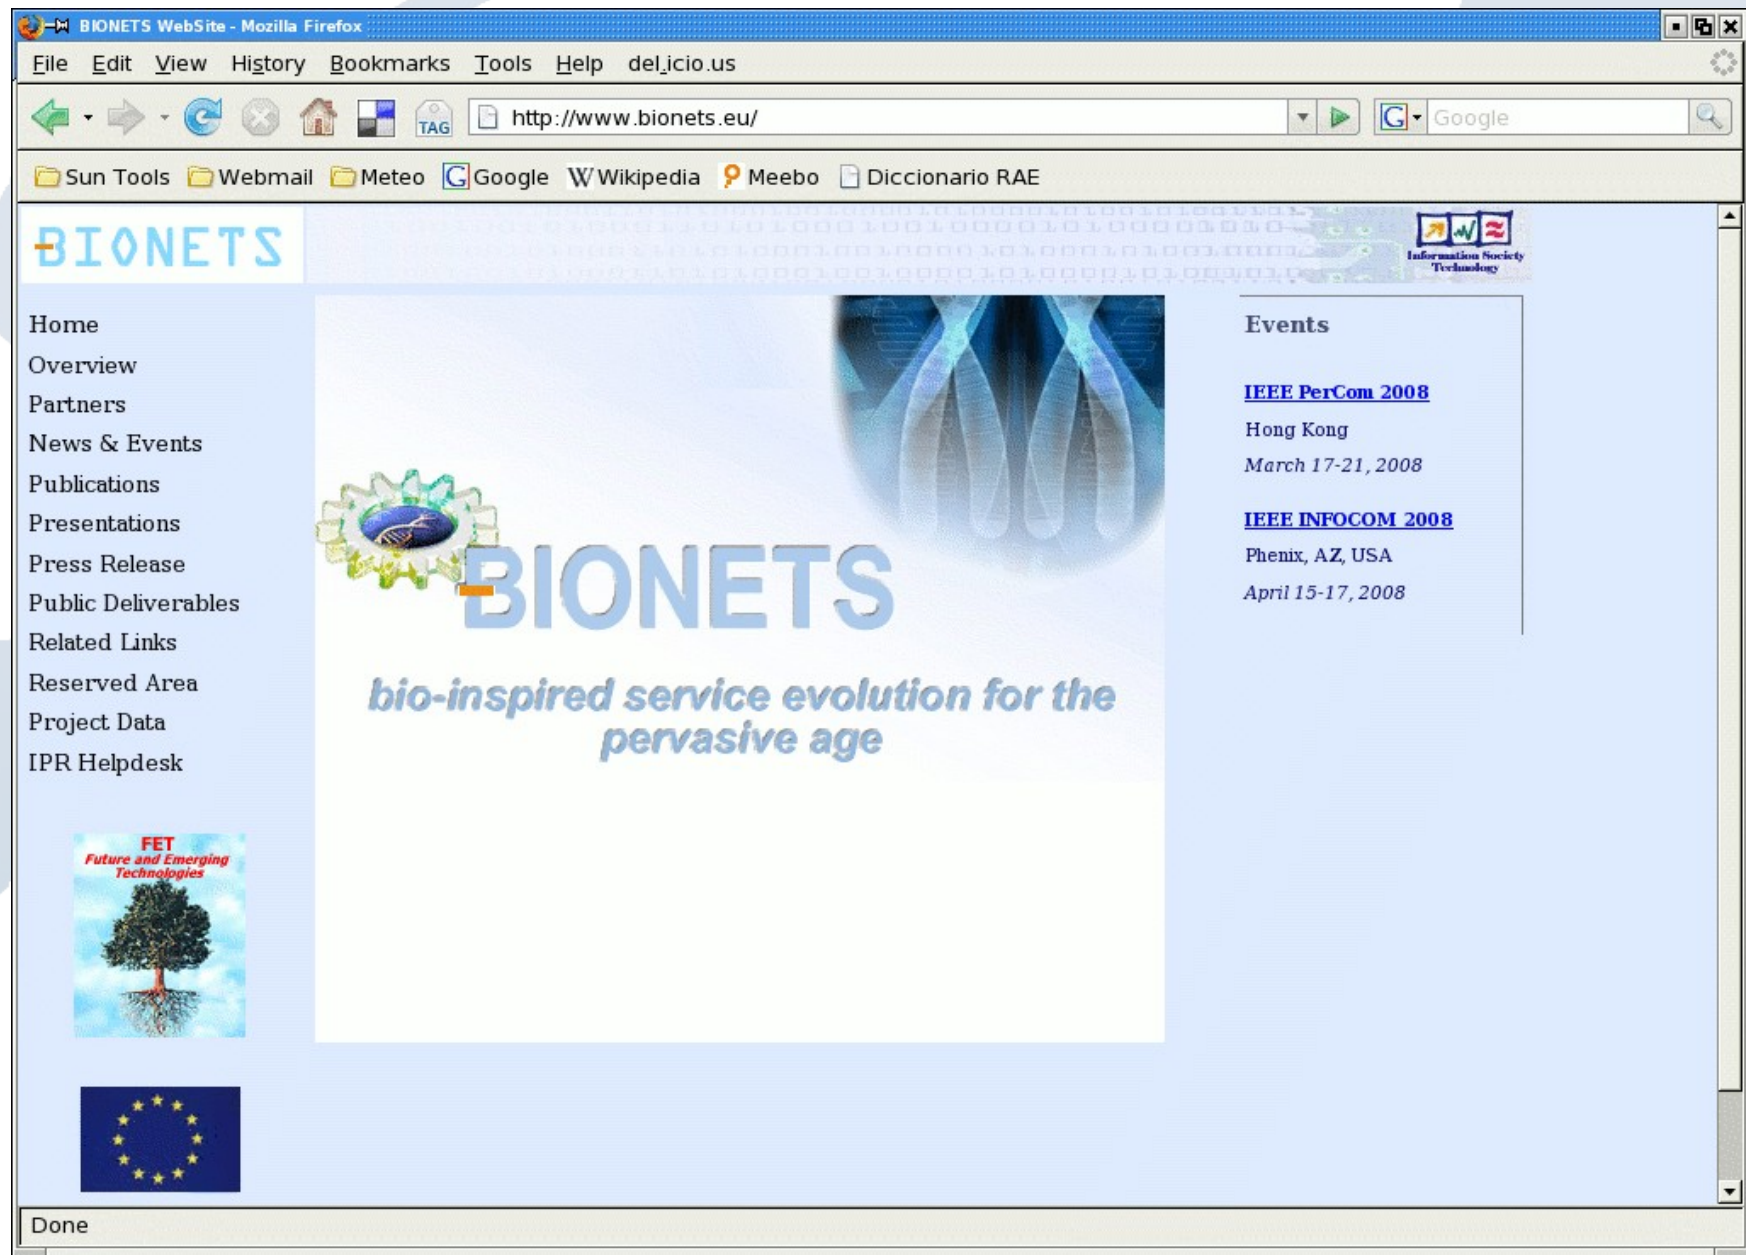 BIONETS WebSite - Mozilla Firefox
File Edit View History Bookmarks Tools Help del.icio.us
TAG http://www.bionets.eu/ G Google
Sun Tools Webmail Meteo G Google W Wikipedia Meebo Diccionario RAE
BIONETS
Information Society
Technology
Home
Overview
Partners
News & Events
Publications
Presentations
Press Release
Public Deliverables
Related Links
Reserved Area
Project Data
IPR Helpdesk
FET
Future and Emerging
Technologies
BIONETS
bio-inspired service evolution for the
pervasive age
Events
IEEE PerCom 2008
Hong Kong
March 17-21, 2008
IEEE INFOCOM 2008
Phenix, AZ, USA
April 15-17, 2008
Done